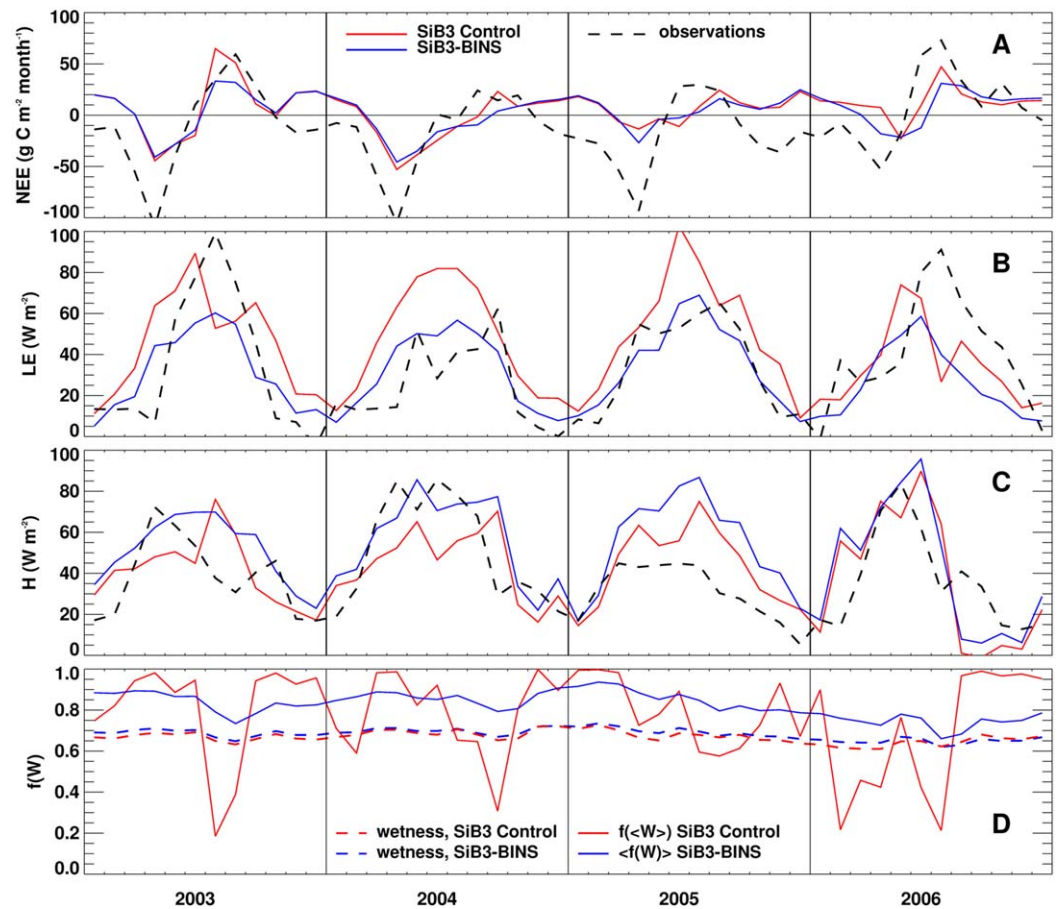 SiB3 Control
SiB3-BINS
observations
A
NEE (g C m⁻² month⁻¹)
100
50
0
-50
-100
B
LE (W m⁻²)
100
80
60
40
20
0
C
H (W m⁻²)
100
80
60
40
20
0
D
f(W)
1.0
0.8
0.6
0.4
0.2
0.0
wetness, SiB3 Control
wetness, SiB3-BINS
f(<W>) SiB3 Control
<f(W)> SiB3-BINS
2003 2004 2005 2006